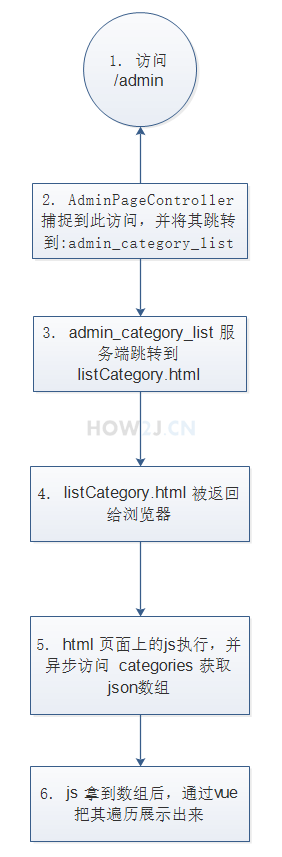 1. 访问
/admin
2. AdminPageController
捕捉到此访问，并将其跳转
到:admin_category_list
3. admin_category_list 服
务端跳转到
listCategory.html
HOW2J.CN
4. listCategory.html 被返回
给浏览器
5. html 页面上的js执行，并
异步访问 categories 获取
json数组
6. js 拿到数组后，通过vue
把其遍历展示出来